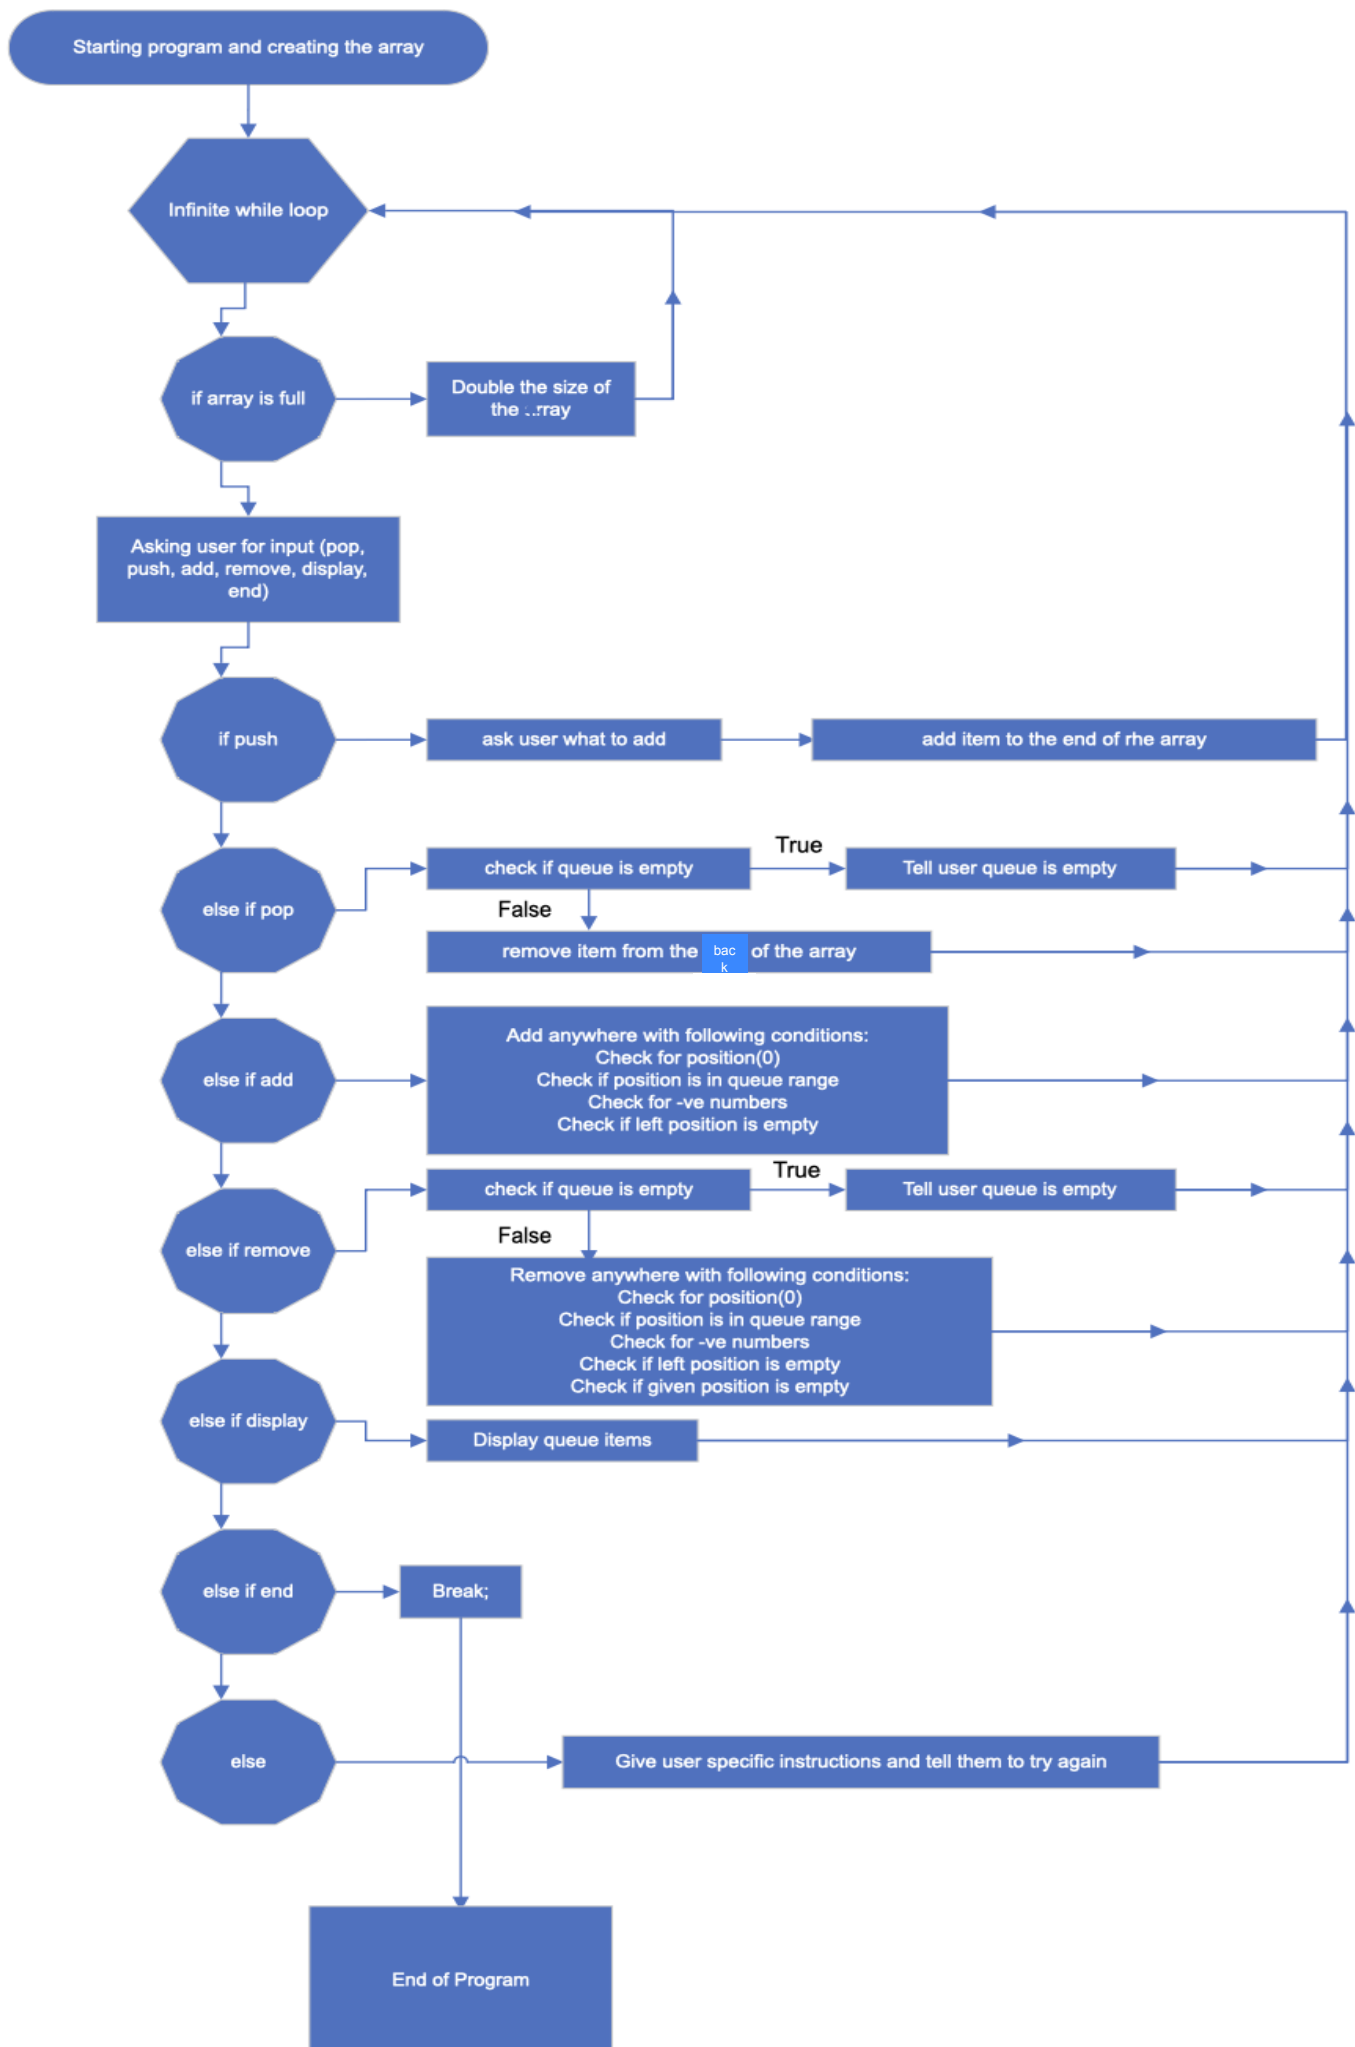 Starting program and creating the array
Infinite while loop
if array is full
Double the size of
the array
Asking user for input (pop,
push, add, remove, display,
end)
if push
ask user what to add
add item to the end of rhe array
else if pop
check if queue is empty
True
Tell user queue is empty
False
remove item from the
bac
k
of the array
else if add
Add anywhere with following conditions:
Check for position(0)
Check if position is in queue range
Check for -ve numbers
Check if left position is empty
else if remove
check if queue is empty
True
Tell user queue is empty
False
Remove anywhere with following conditions:
Check for position(0)
Check if position is in queue range
Check for -ve numbers
Check if left position is empty
Check if given position is empty
else if display
Display queue items
else if end
Break;
else
Give user specific instructions and tell them to try again
End of Program